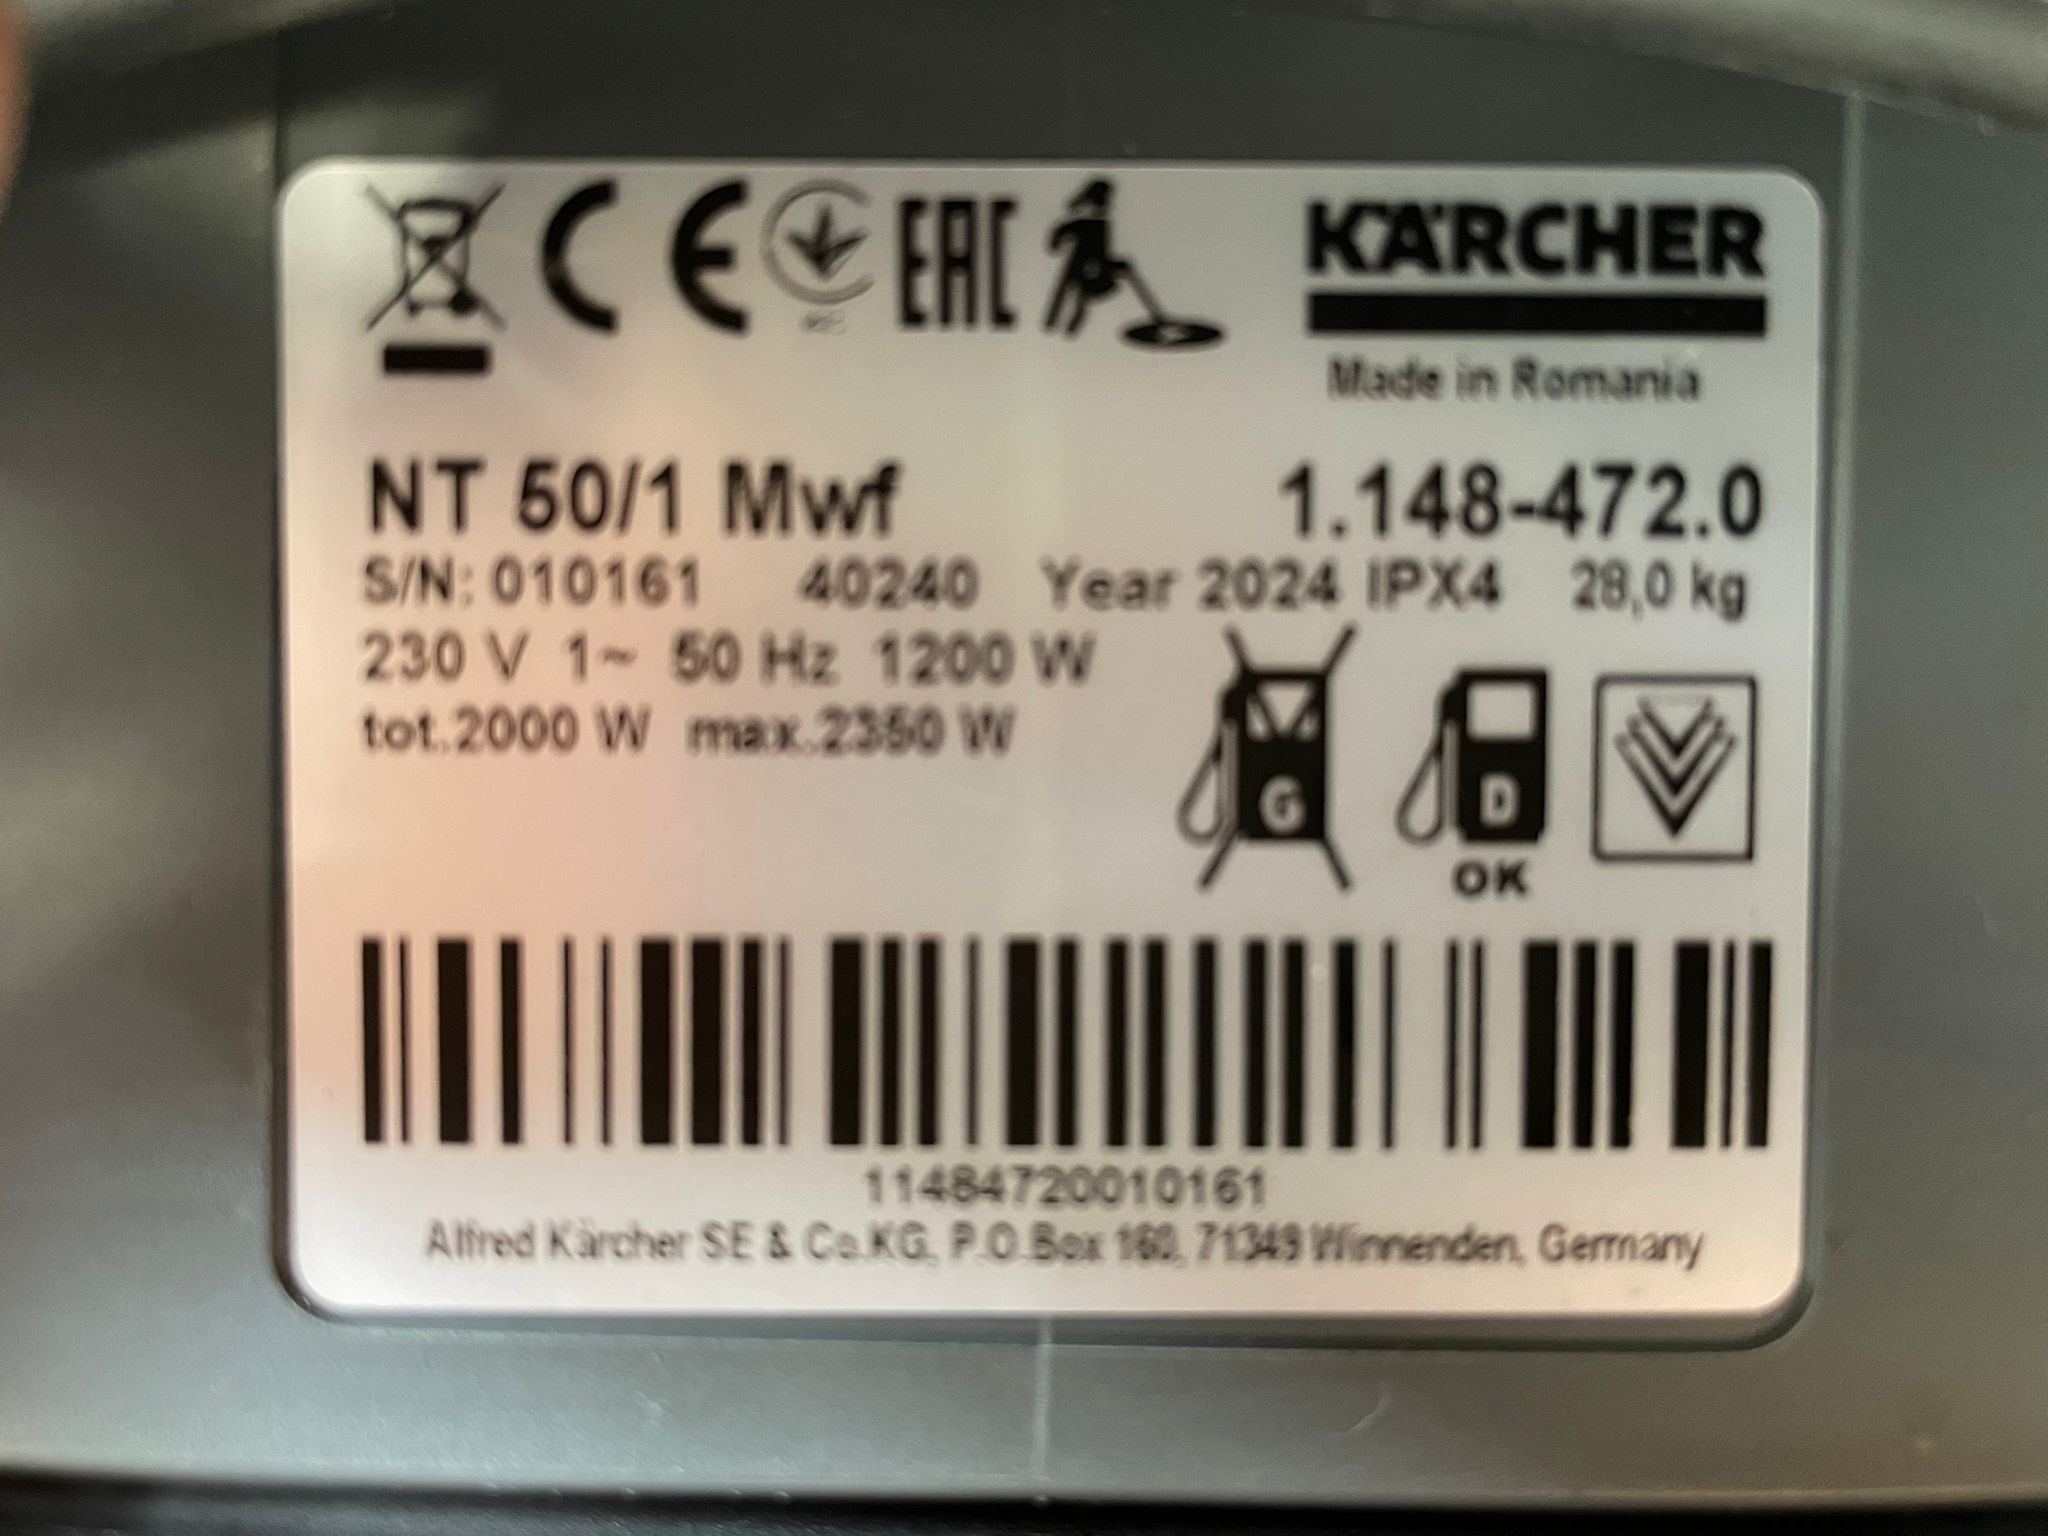 CE EAC KÄRCHER
Made in Romania
NT 50/1 Mwf 1.148-472.0
S/N: 010161 40240 Year 2024 IPX4 28,0 kg
230 V 1~ 50 Hz 1200 W
tot.2000 W max.2350 W
G D
OK
11484720010161
Alfred Kärcher SE & Co.KG, P.O.Box 160, 71349 Winnenden, Germany